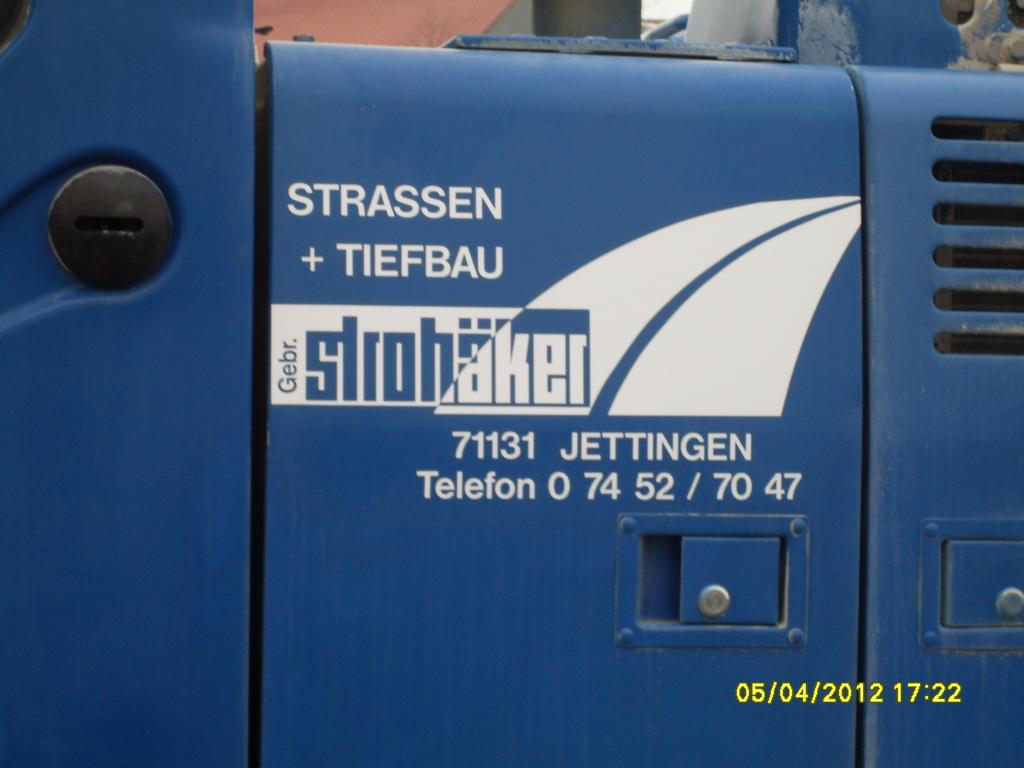 STRASSEN
+ TIEFBAU
Gebr. strohäker
71131 JETTINGEN
Telefon 0 74 52 / 70 47
05/04/2012 17:22